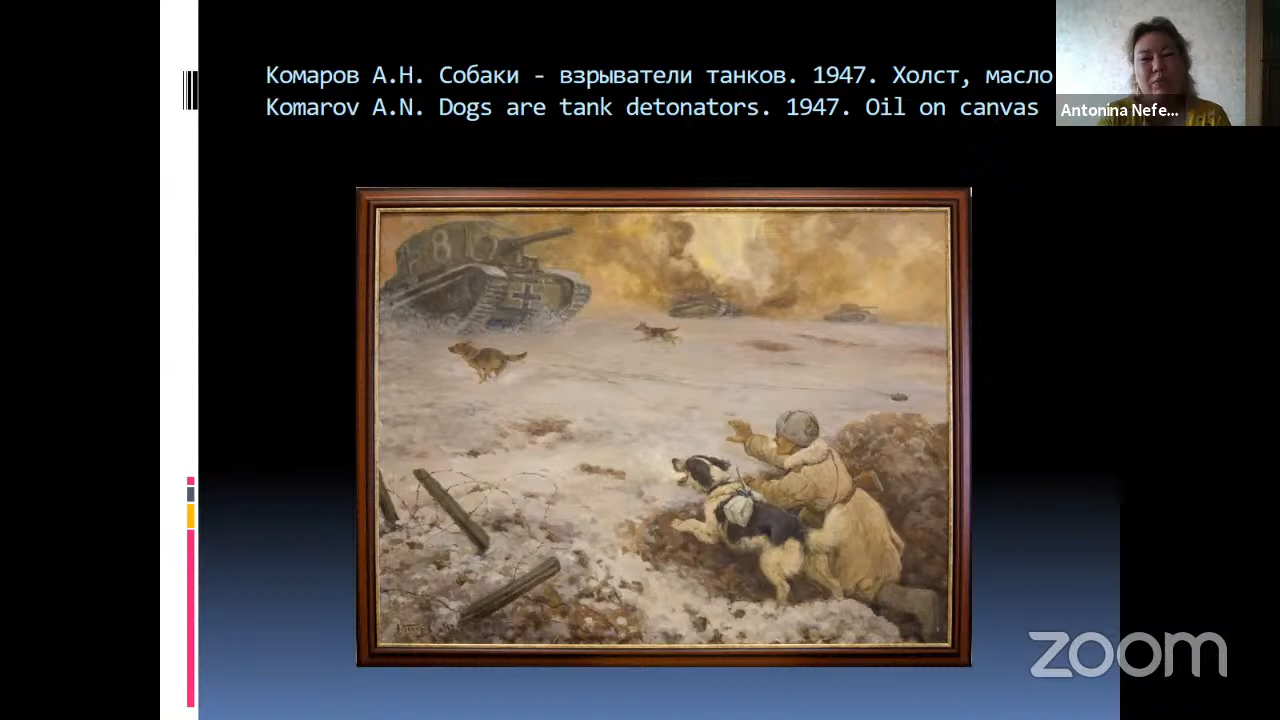 Комаров А.Н. Собаки - взрыватели танков. 1947. Холст, масло
Komarov A.N. Dogs are tank detonators. 1947. Oil on canvas
Antonina Nefe...
8
zoom